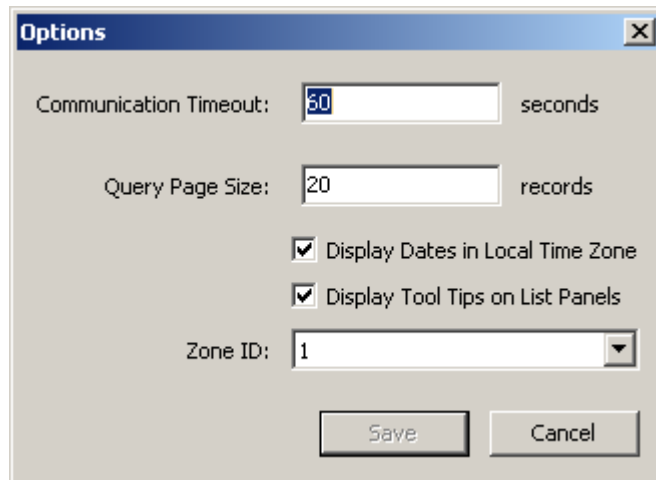 Options
Communication Timeout: 60 seconds
Query Page Size: 20 records
Display Dates in Local Time Zone
Display Tool Tips on List Panels
Zone ID: 1
Save Cancel